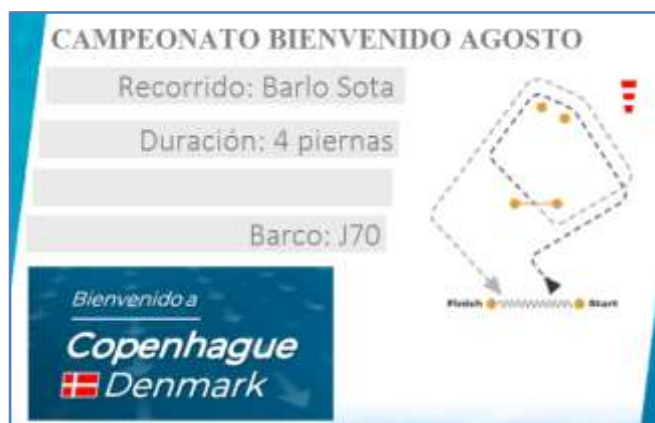 CAMPEONATO BIENVENIDO AGOSTO
Recorrido: Barlo Sota
Duración: 4 piernas
Barco: J70
Finish
Start
Bienvenido a
Copenhague
Denmark